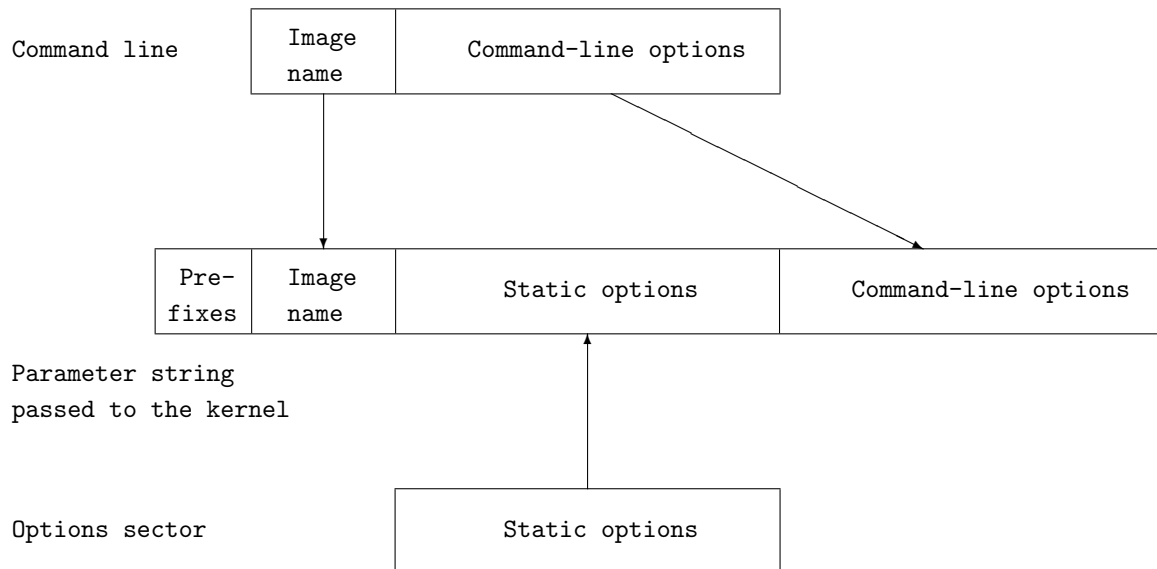 Command line
Image
name
Command-line options
Pre-
fixes
Image
name
Static options
Command-line options
Parameter string
passed to the kernel
Options sector
Static options